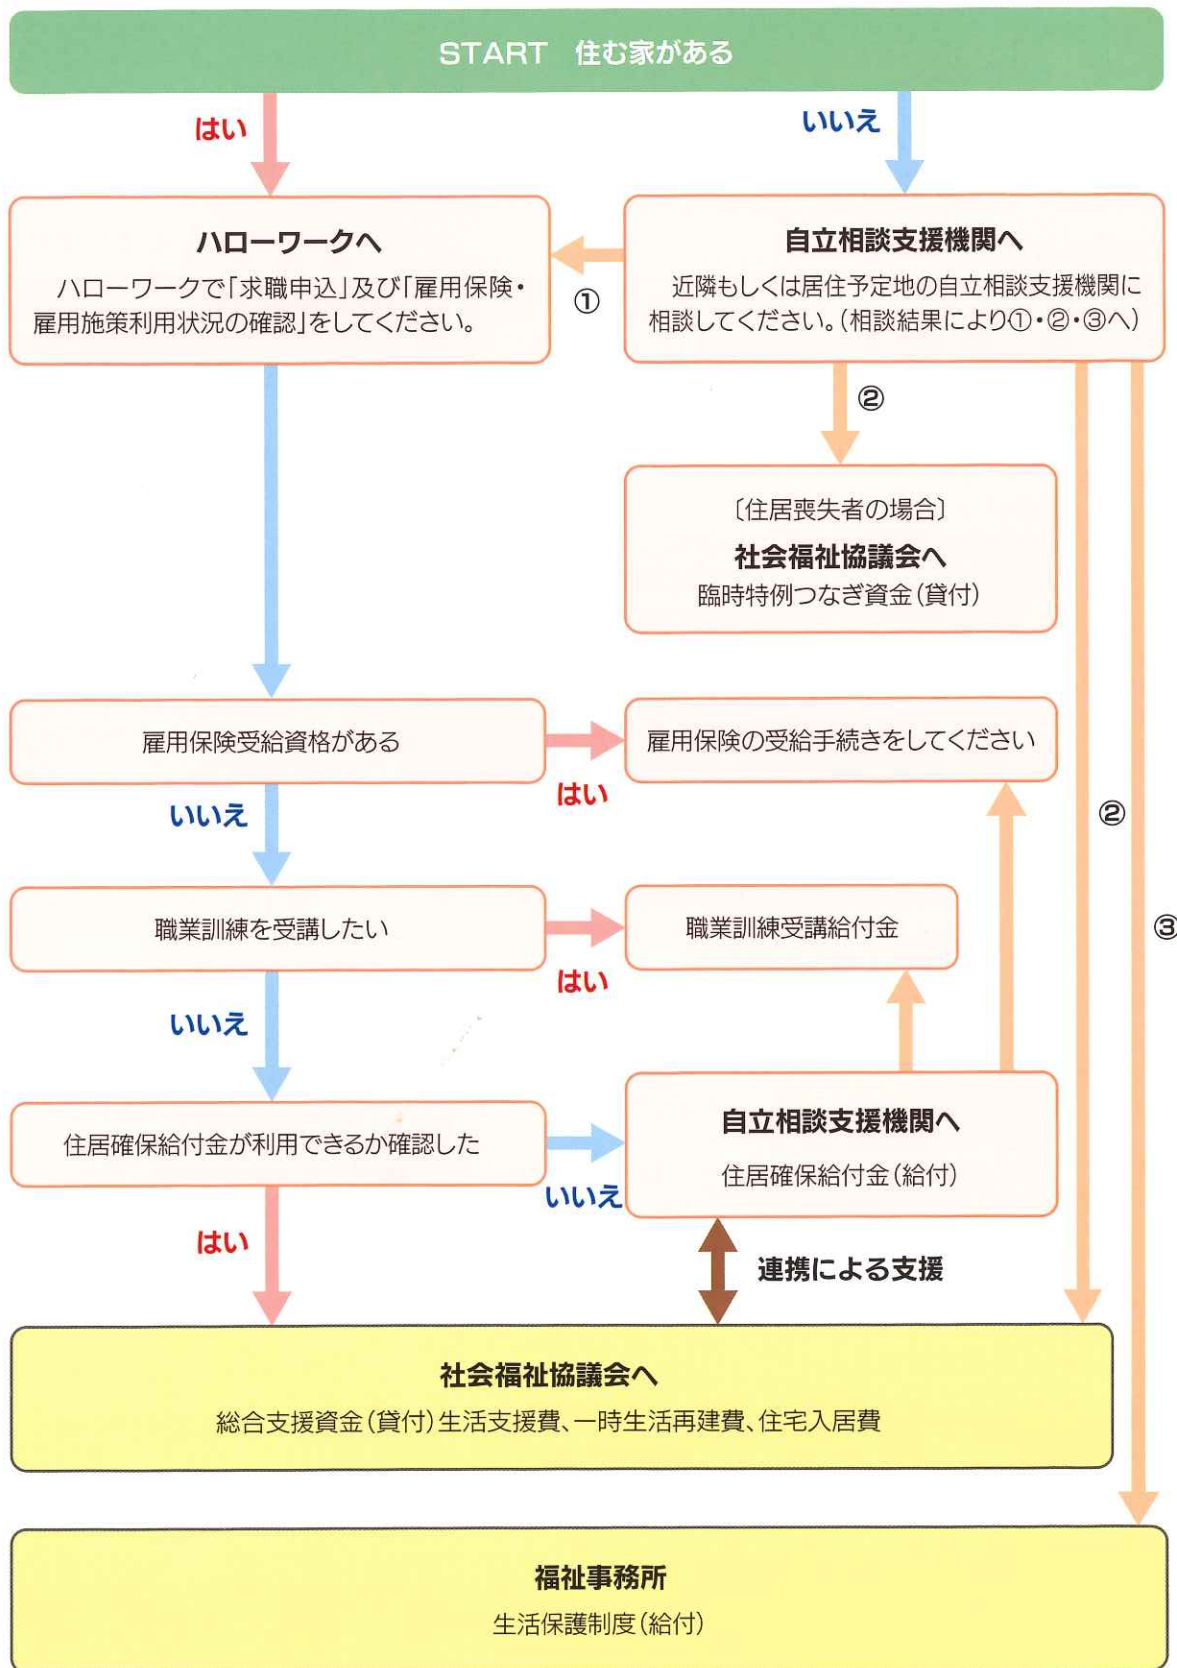 START 住む家がある
はい
いいえ
ハローワークへ
ハローワークで「求職申込」及び「雇用保険・
雇用施策利用状況の確認」をしてください。
①
自立相談支援機関へ
近隣もしくは居住予定地の自立相談支援機関に
相談してください。(相談結果により①・②・③へ)
②
〔住居喪失者の場合〕
社会福祉協議会へ
臨時特例つなぎ資金(貸付)
雇用保険受給資格がある
はい
雇用保険の受給手続きをしてください
いいえ
②
職業訓練を受講したい
はい
職業訓練受講給付金
③
いいえ
住居確保給付金が利用できるか確認した
いいえ
自立相談支援機関へ
住居確保給付金(給付)
はい
連携による支援
社会福祉協議会へ
総合支援資金(貸付)生活支援費、一時生活再建費、住宅入居費
福祉事務所
生活保護制度(給付)